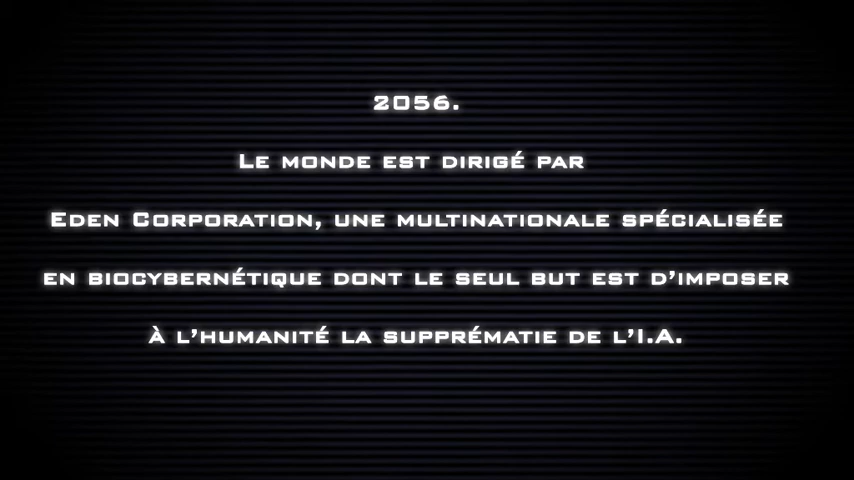 2056.
Le monde est dirigé par
Eden Corporation, une multinationale spécialisée
en biocybernétique dont le seul but est d'imposer
à l'humanité la supprématie de l'I.A.